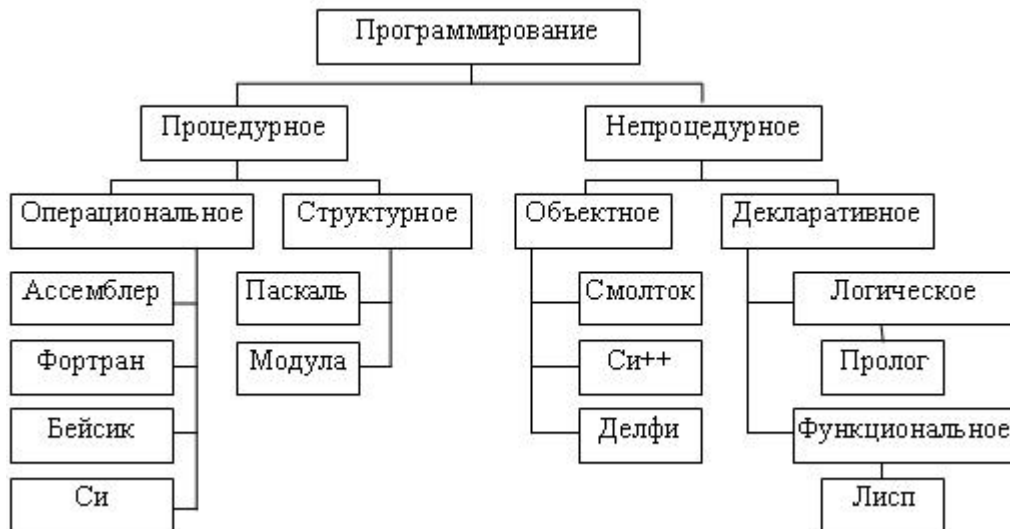 Программирование
Процедурное
Непроцедурное
Операциональное
Структурное
Объектное
Декларативное
Ассемблер
Паскаль
Смолток
Логическое
Фортран
Модула
Си++
Пролог
Бейсик
Делфи
Функциональное
Си
Лисп